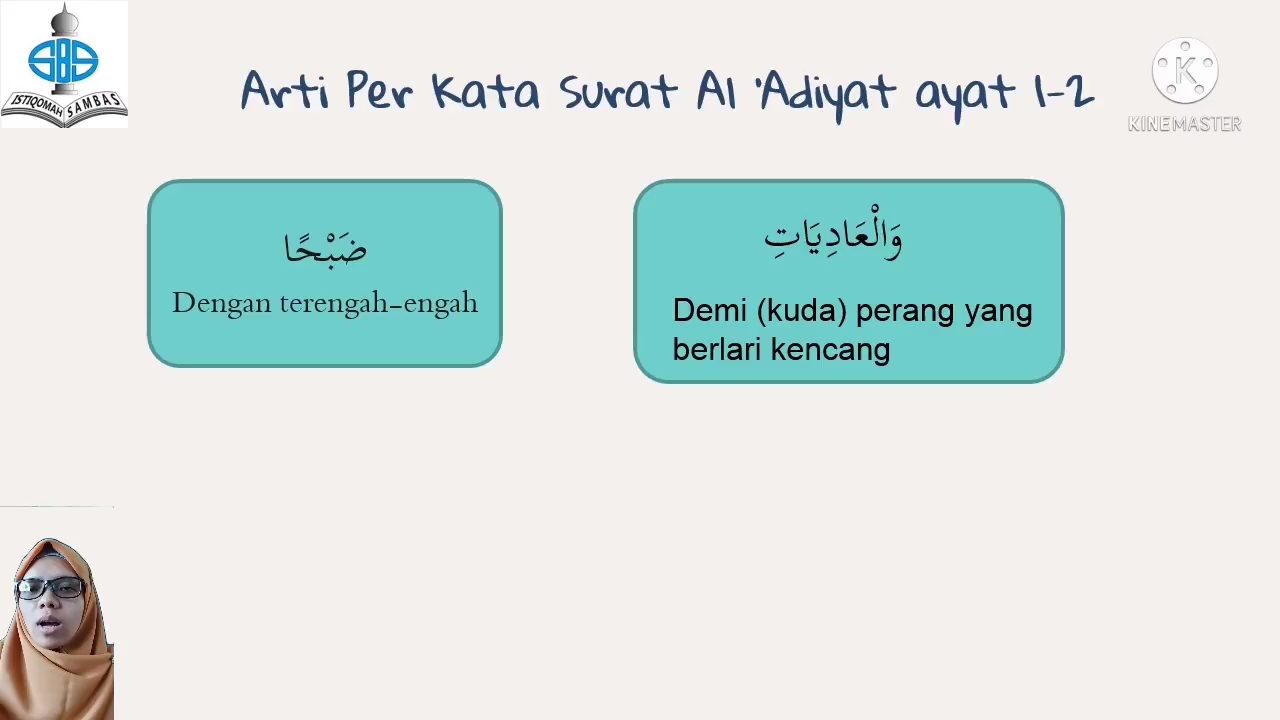 SBS
ISTIQOMAH SAMBAS
Arti Per Kata Surat Al 'Adiyat ayat 1-2
K
KINEMASTER
وَالْعَادِيَاتِ
Demi (kuda) perang yang
berlari kencang
ضَبْحًا
Dengan terengah-engah